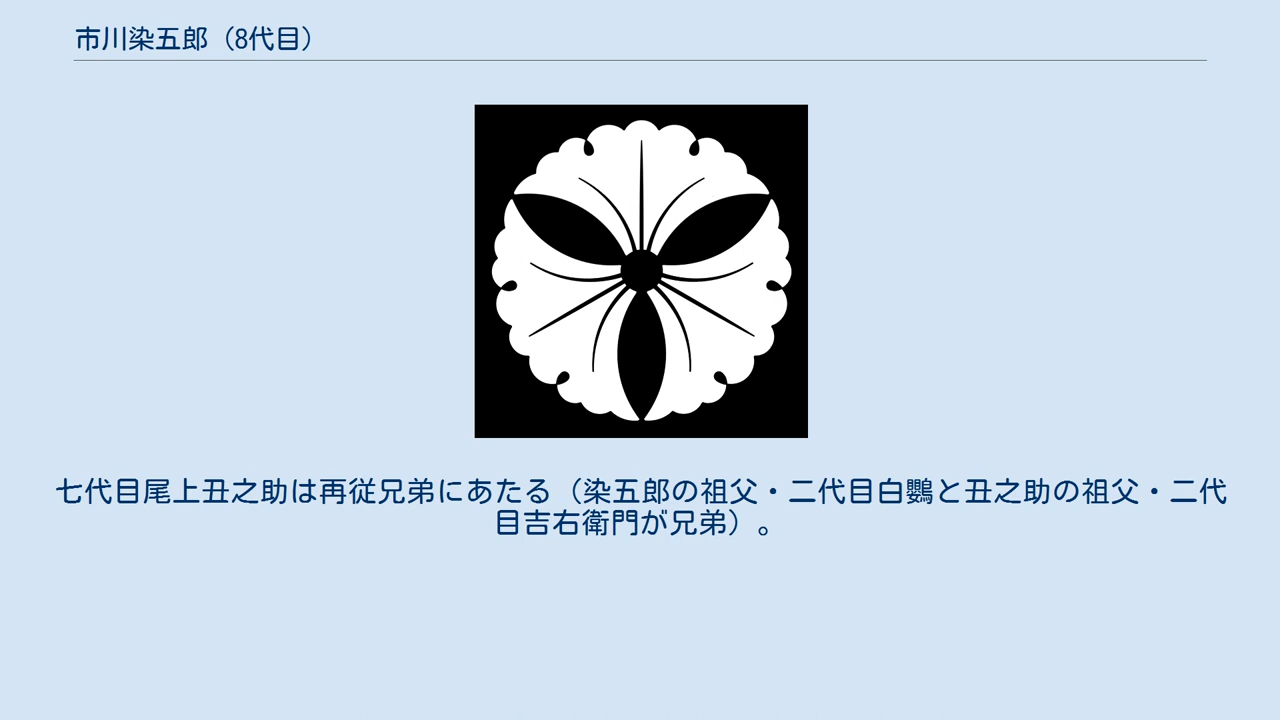 市川染五郎（8代目）
七代目尾上丑之助は再従兄弟にあたる（染五郎の祖父・二代目白鸚と丑之助の祖父・二代
目吉右衛門が兄弟）。